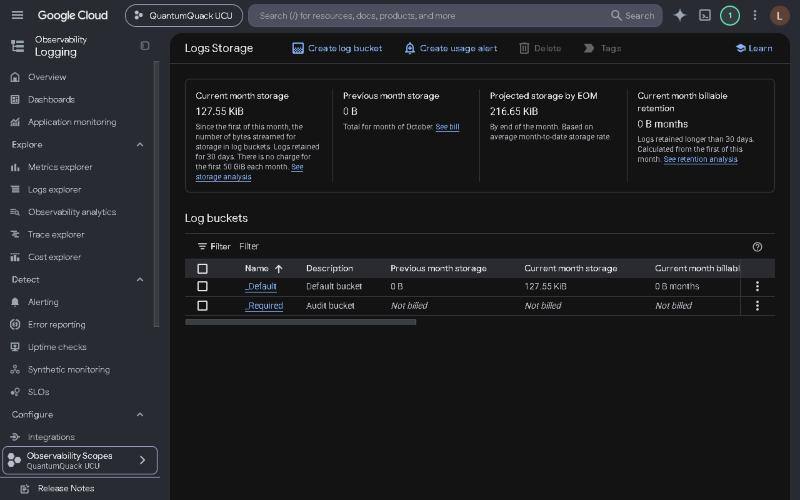 Google Cloud
QuantumQuack UCU
Search (/) for resources, docs, products, and more
Search
1
L
Observability
Logging
Overview
Dashboards
Application monitoring
Explore
Metrics explorer
Logs explorer
Observability analytics
Trace explorer
Cost explorer
Detect
Alerting
Error reporting
Uptime checks
Synthetic monitoring
SLOs
Configure
Integrations
Observability Scopes
QuantumQuack UCU
Release Notes
Logs Storage
Create log bucket
Create usage alert
Delete
Tags
Learn
Current month storage
127.55 KiB
Since the first of this month, the
number of bytes streamed for
storage in log buckets. Logs retained
for 30 days. There is no charge for
the first 50 GiB each month. See
storage analysis
Previous month storage
0 B
Total for month of October. See bill
Projected storage by EOM
216.65 KiB
By end of the month. Based on
average month-to-date storage rate.
Current month billable
retention
0 B months
Logs retained longer than 30 days.
Calculated from the first of this
month. See retention analysis
Log buckets
Filter Filter
Name Description Previous month storage Current month storage Current month billabl
_Default Default bucket 0 B 127.55 KiB 0 B months
_Required Audit bucket Not billed Not billed Not billed